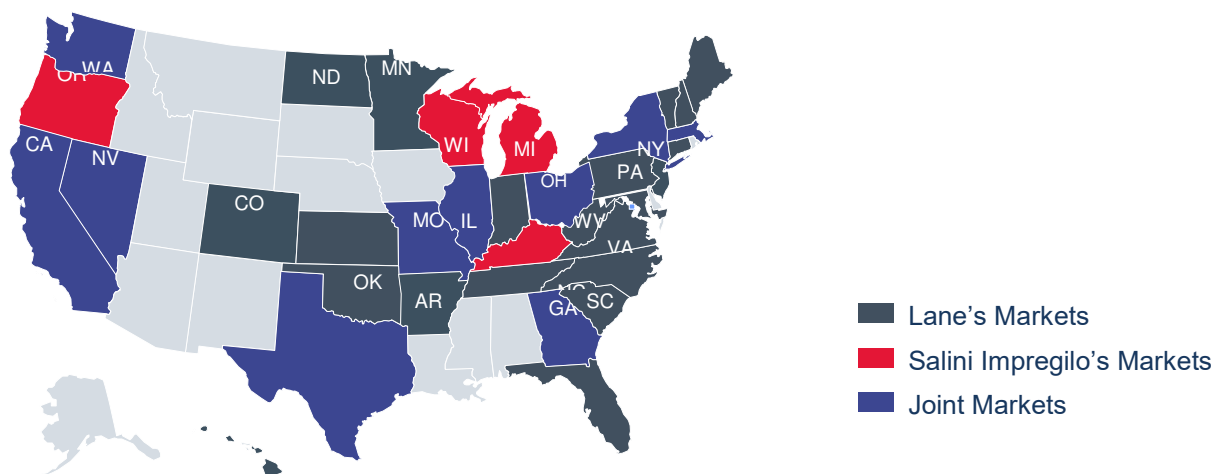 WA
OR
ND
MN
CA
NV
WI
MI
NY
OH
PA
CO
MO
IL
WV
VA
OK
AR
NC
SC
GA
Lane’s Markets
Salini Impregilo’s Markets
Joint Markets